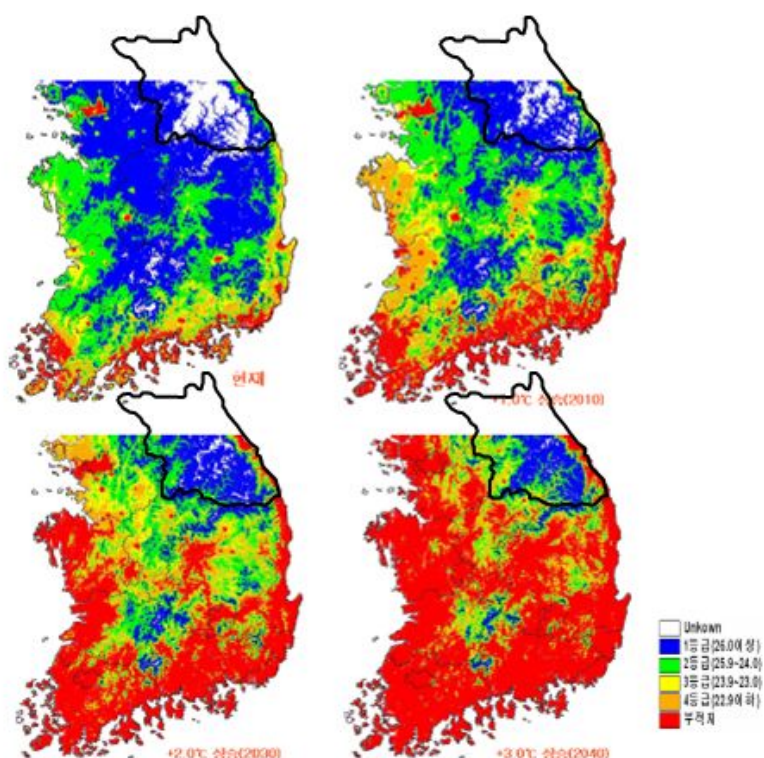 현재
+1.0℃ 상승(2010)
+2.0℃ 상승(2030)
+3.0℃ 상승(2040)
Unkown
1등급(26.0이상)
2등급(25.9~24.0)
3등급(23.9~23.0)
4등급(22.9이하)
부적지